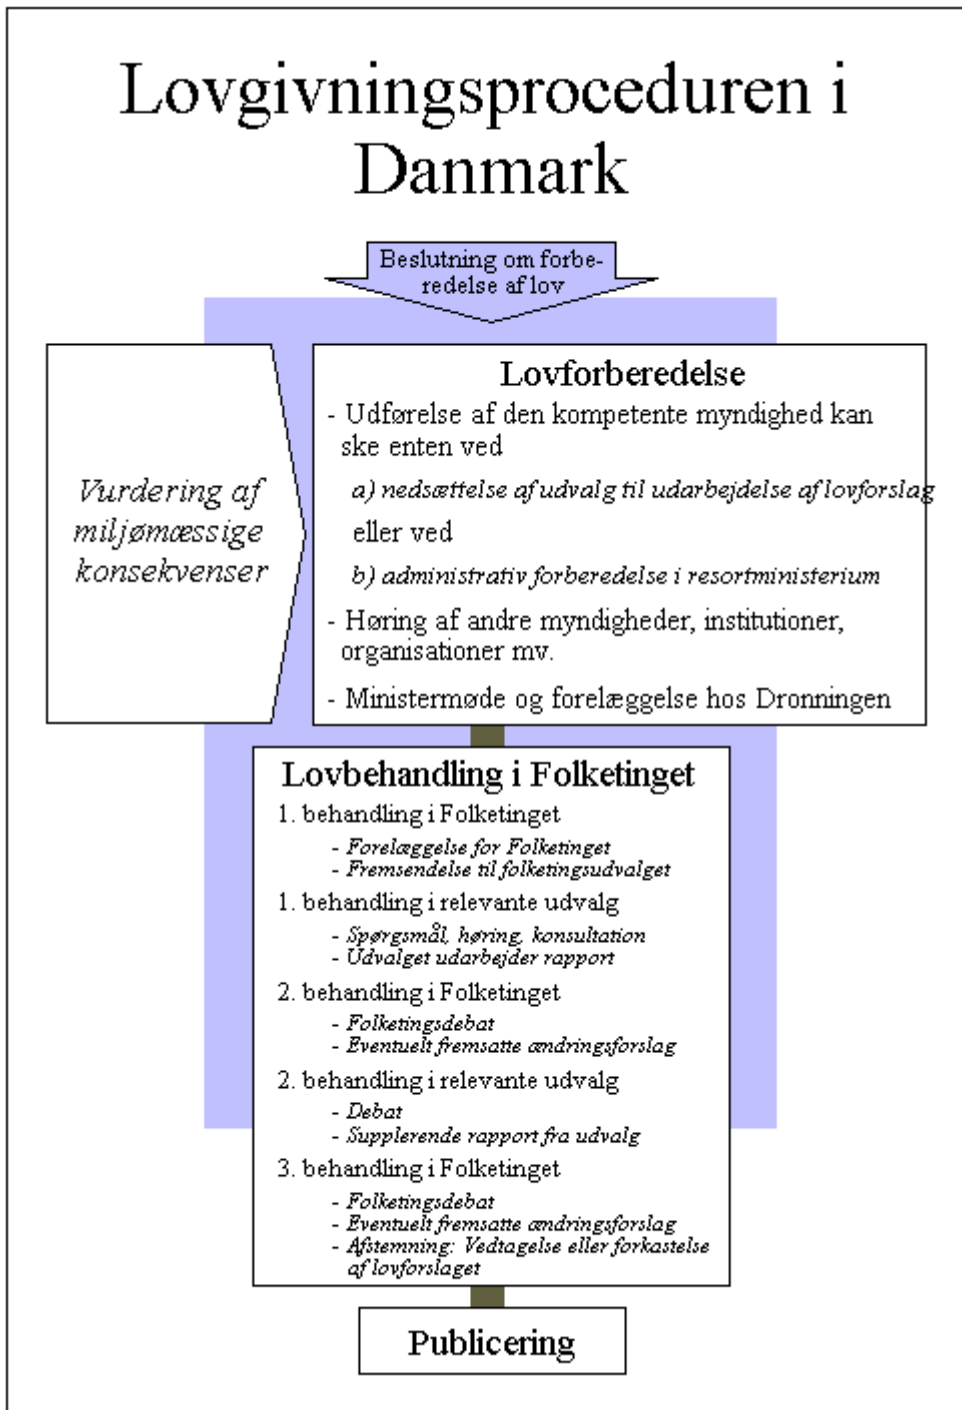 Lovgivningsproceduren i
Danmark
Beslutning om forbe-
redelse af lov
Vurdering af
miljømæssige
konsekvenser
Lovforberedelse
- Udførelse af den kompetente myndighed kan
ske enten ved
a) nedsættelse af udvalg til udarbejdelse af lovforslag
eller ved
b) administrativ forberedelse i resortministerium
- Høring af andre myndigheder, institutioner,
organisationer mv.
- Ministermøde og forelæggelse hos Dronningen
Lovbehandling i Folketinget
1. behandling i Folketinget
- Forelæggelse for Folketinget
- Fremsendelse til folketingsudvalget
1. behandling i relevante udvalg
- Spørgsmål, høring, konsultation
- Udvalget udarbejder rapport
2. behandling i Folketinget
- Folketingsdebat
- Eventuelt fremsatte ændringsforslag
2. behandling i relevante udvalg
- Debat
- Supplerende rapport fra udvalg
3. behandling i Folketinget
- Folketingsdebat
- Eventuelt fremsatte ændringsforslag
- Afstemning: Vedtagelse eller forkastelse
af lovforslaget
Publicering